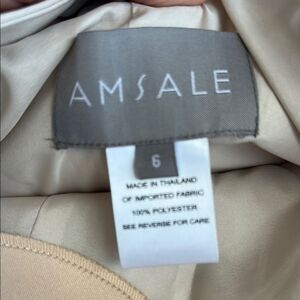 AMSALE
6
MADE IN THAILAND
OF IMPORTED FABRIC
100% POLYESTER
SEE REVERSE FOR CARE